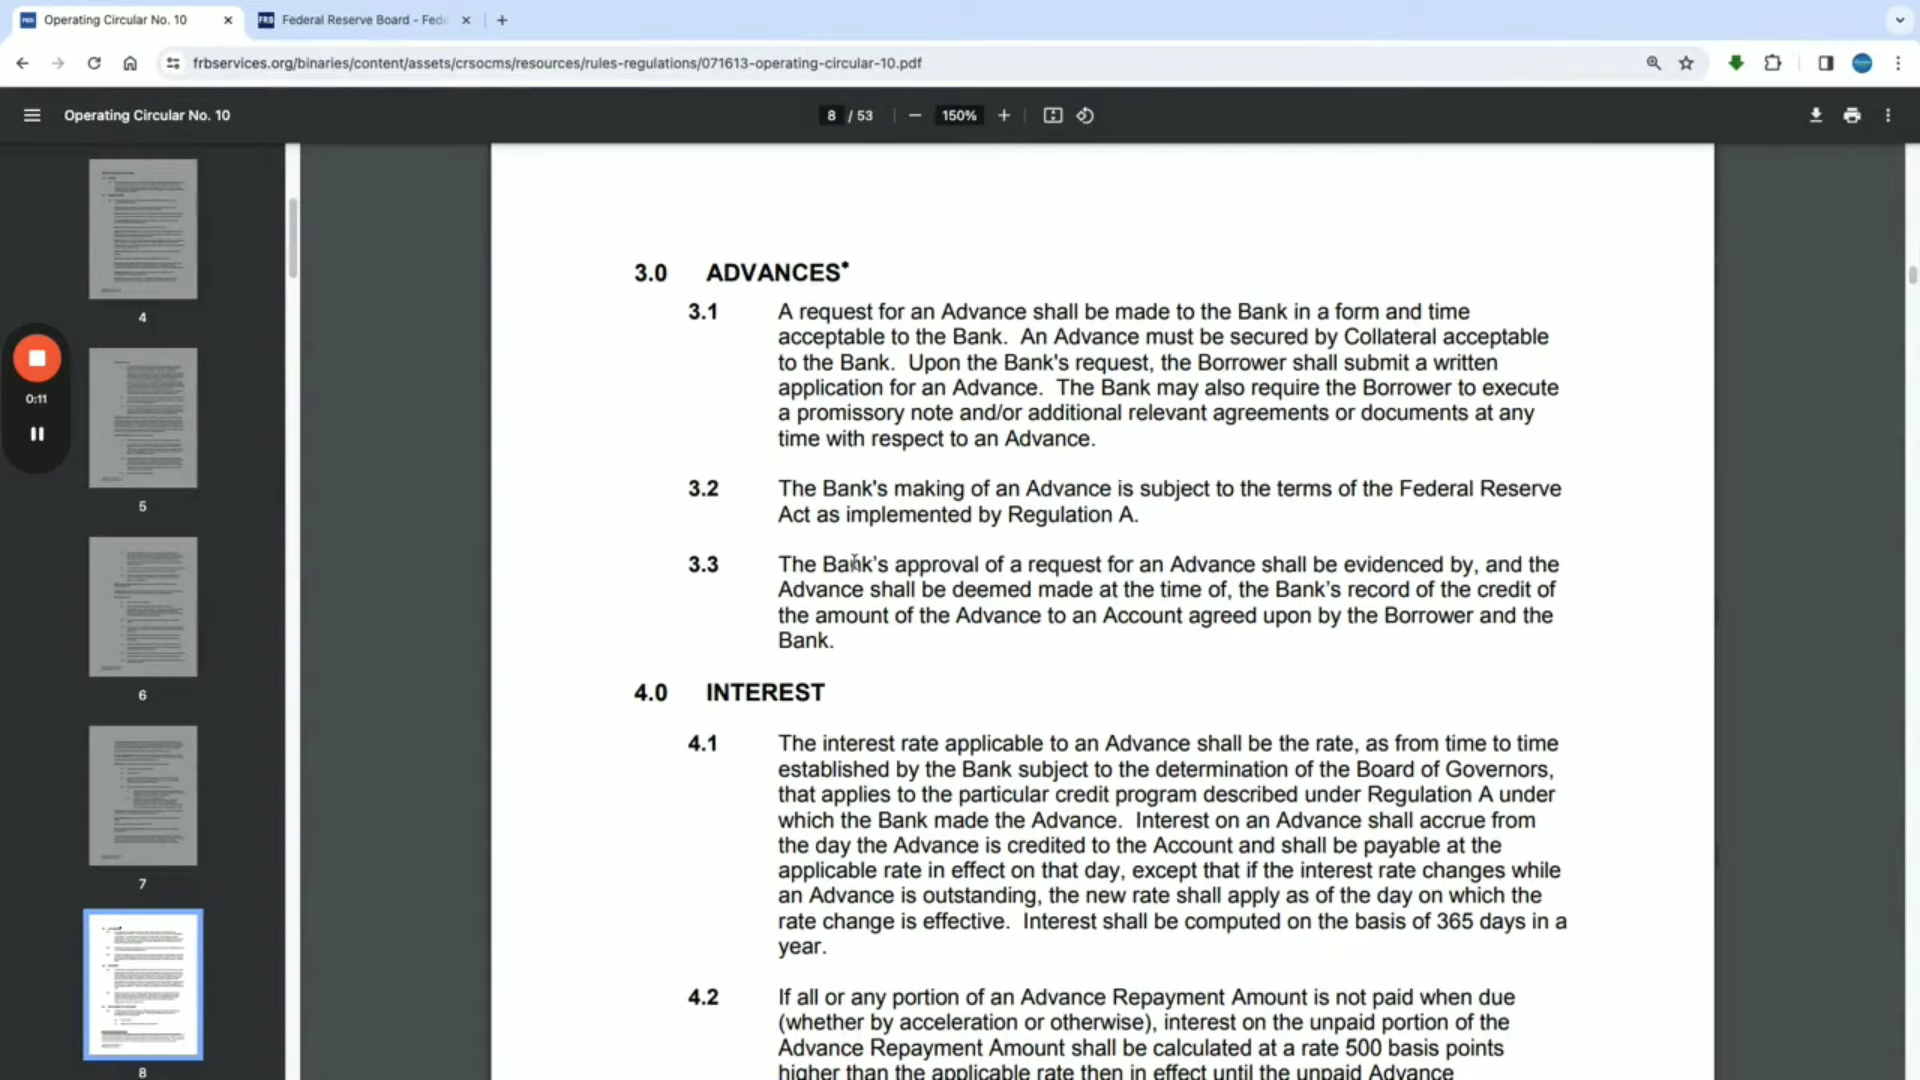 Operating Circular No. 10
Federal Reserve Board - Fede
frbservices.org/binaries/content/assets/crsocms/resources/rules-regulations/071613-operating-circular-10.pdf
Operating Circular No. 10
8 / 53
150%
4
5
6
7
8
0:11
3.0 ADVANCES*
3.1 A request for an Advance shall be made to the Bank in a form and time
acceptable to the Bank. An Advance must be secured by Collateral acceptable
to the Bank. Upon the Bank's request, the Borrower shall submit a written
application for an Advance. The Bank may also require the Borrower to execute
a promissory note and/or additional relevant agreements or documents at any
time with respect to an Advance.
3.2 The Bank's making of an Advance is subject to the terms of the Federal Reserve
Act as implemented by Regulation A.
3.3 The Bank’s approval of a request for an Advance shall be evidenced by, and the
Advance shall be deemed made at the time of, the Bank’s record of the credit of
the amount of the Advance to an Account agreed upon by the Borrower and the
Bank.
4.0 INTEREST
4.1 The interest rate applicable to an Advance shall be the rate, as from time to time
established by the Bank subject to the determination of the Board of Governors,
that applies to the particular credit program described under Regulation A under
which the Bank made the Advance. Interest on an Advance shall accrue from
the day the Advance is credited to the Account and shall be payable at the
applicable rate in effect on that day, except that if the interest rate changes while
an Advance is outstanding, the new rate shall apply as of the day on which the
rate change is effective. Interest shall be computed on the basis of 365 days in a
year.
4.2 If all or any portion of an Advance Repayment Amount is not paid when due
(whether by acceleration or otherwise), interest on the unpaid portion of the
Advance Repayment Amount shall be calculated at a rate 500 basis points
higher than the applicable rate then in effect until the unpaid Advance